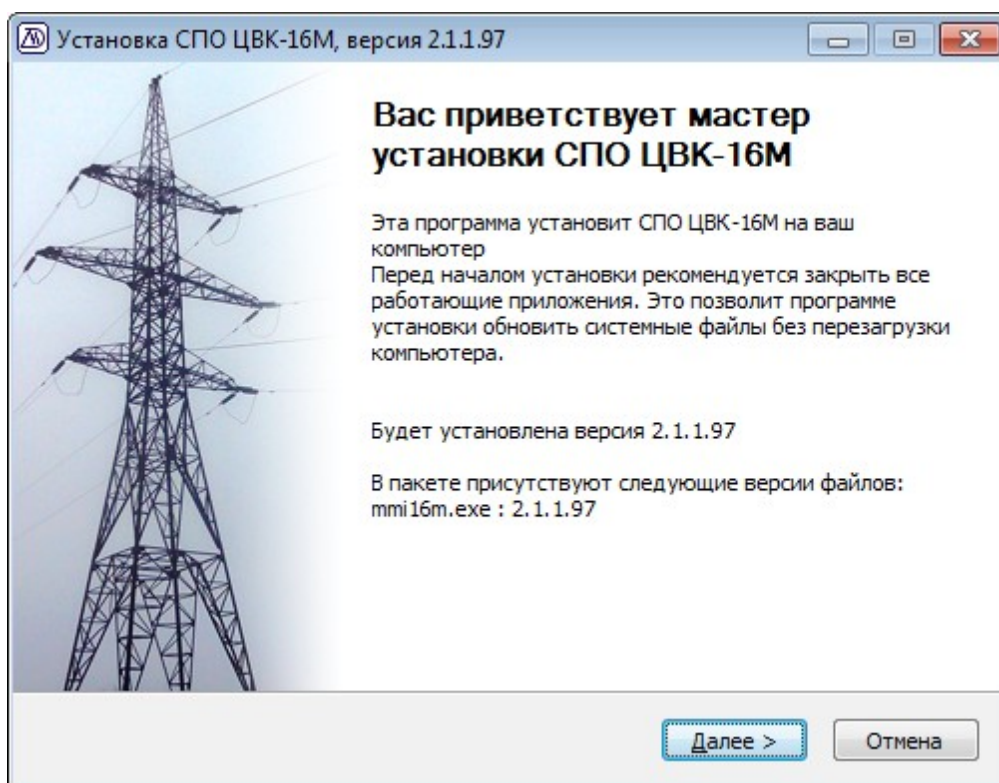 Установка СПО ЦВК-16М, версия 2.1.1.97
Вас приветствует мастер
установки СПО ЦВК-16М
Эта программа установит СПО ЦВК-16М на ваш
компьютер
Перед началом установки рекомендуется закрыть все
работающие приложения. Это позволит программе
установки обновить системные файлы без перезагрузки
компьютера.
Будет установлена версия 2.1.1.97
В пакете присутствуют следующие версии файлов:
mmi16m.exe : 2.1.1.97
Далее >
Отмена